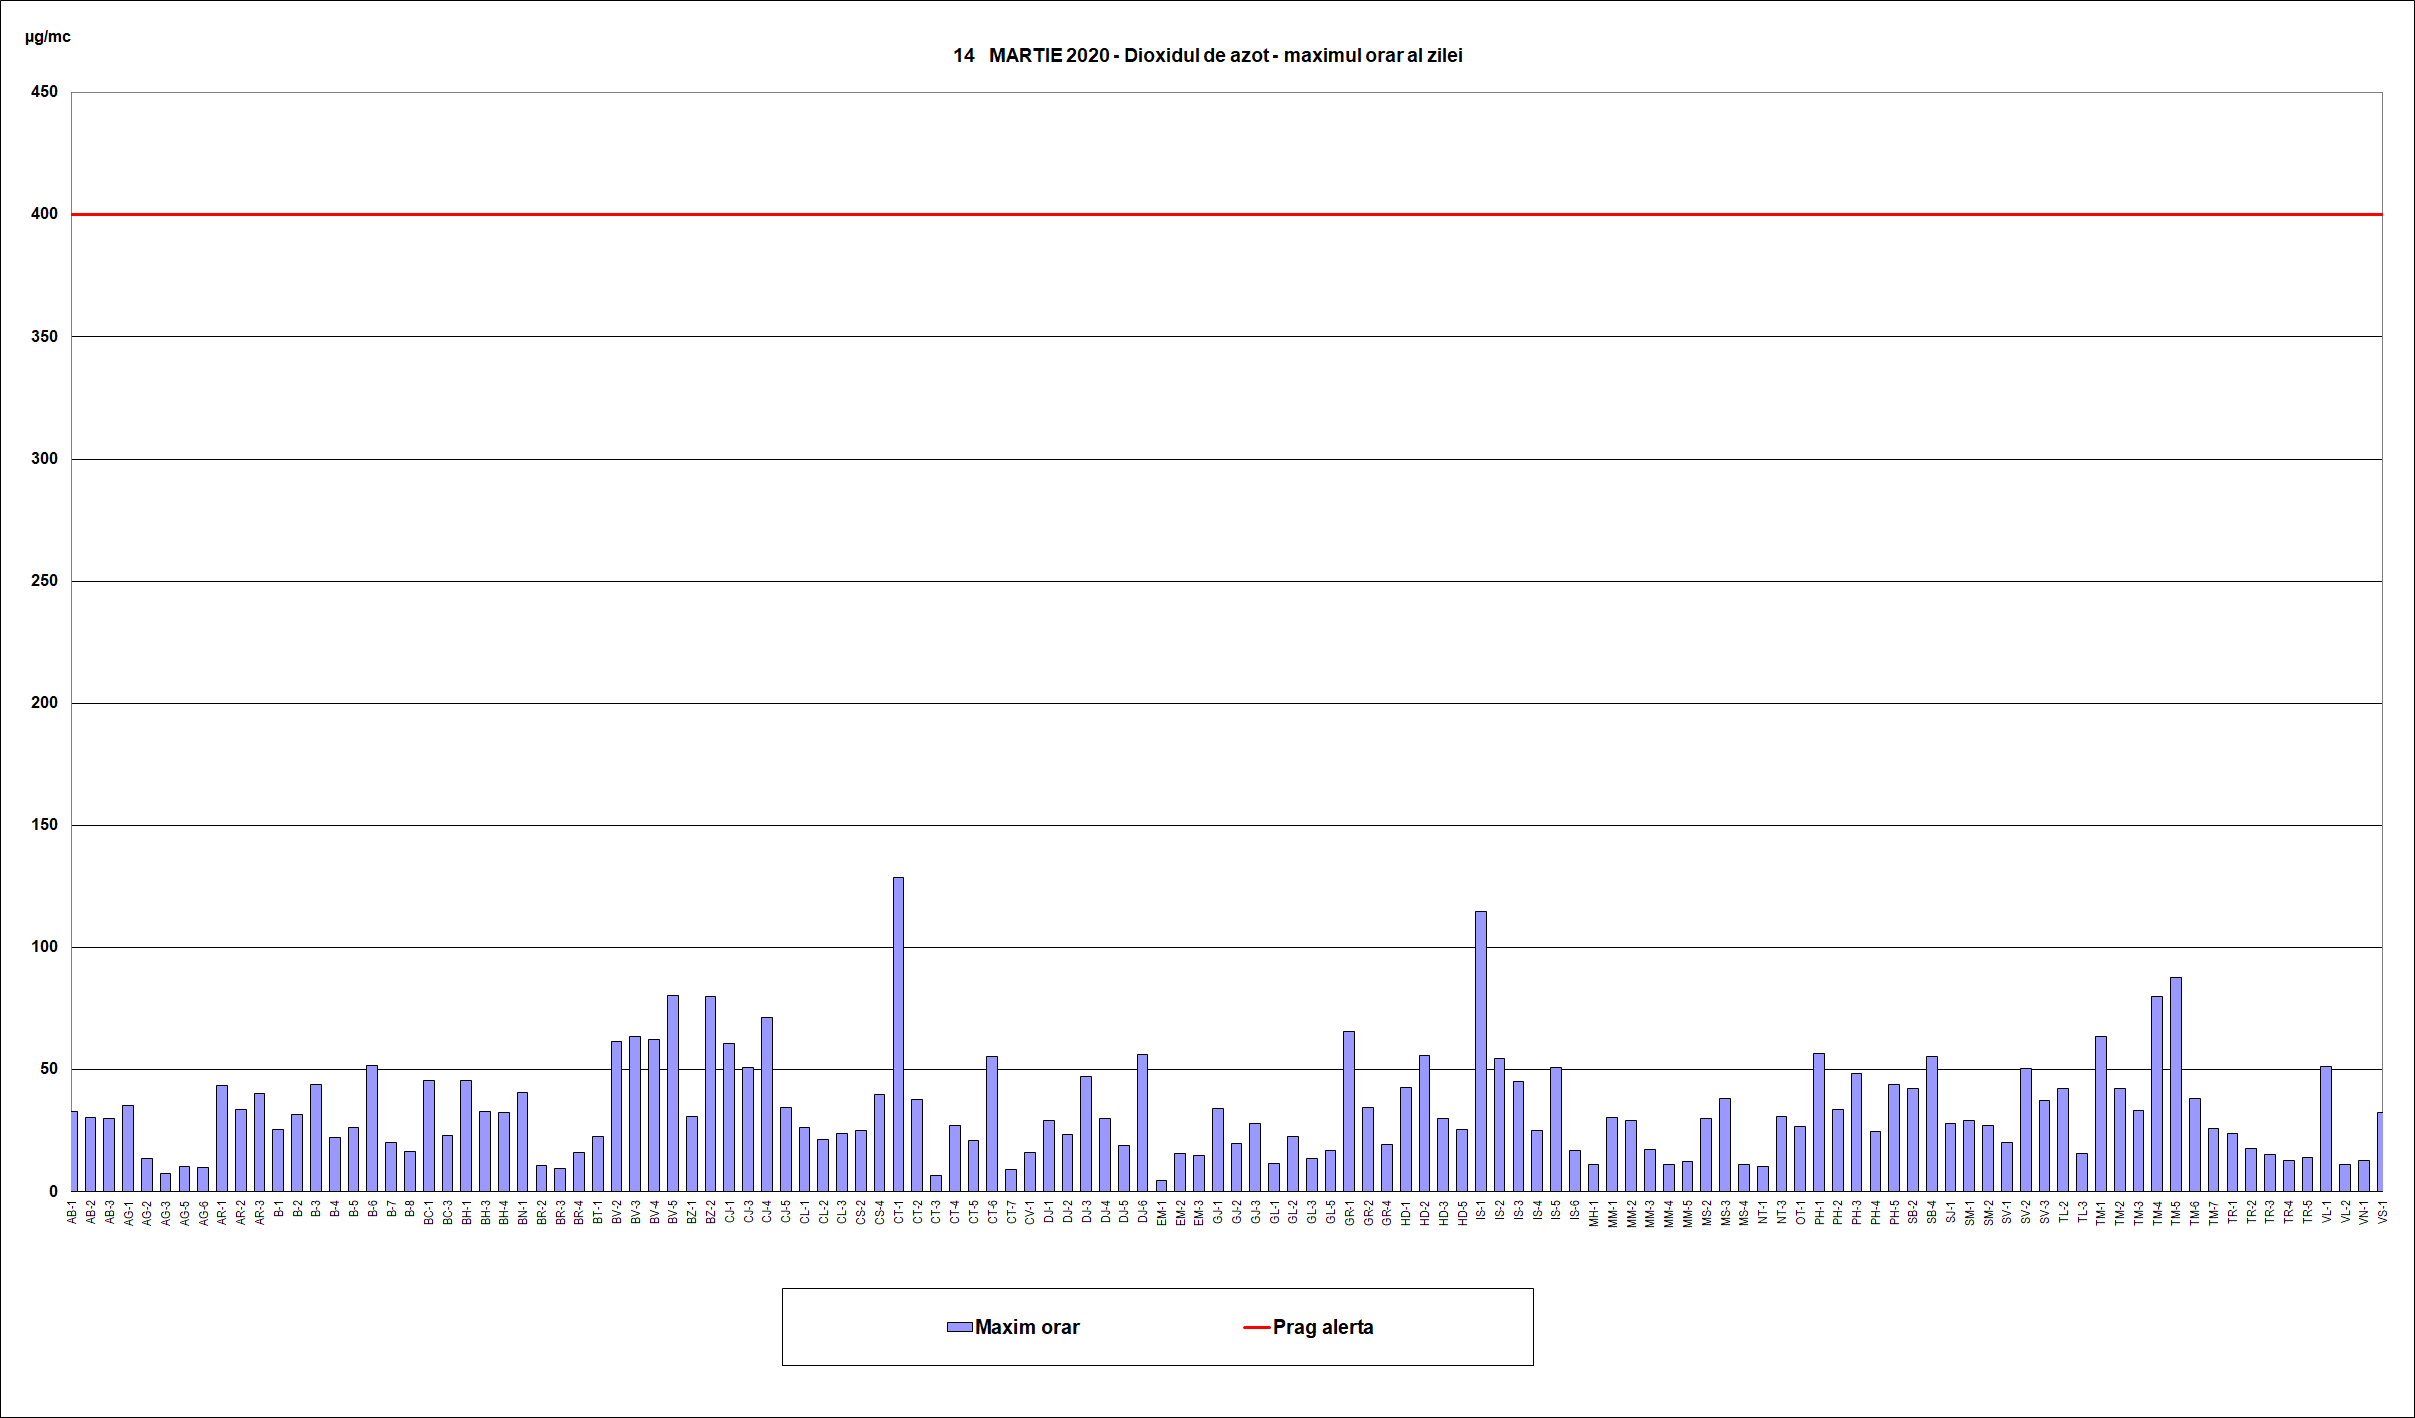 µg/mc
14 MARTIE 2020 - Dioxidul de azot - maximul orar al zilei
450
400
350
300
250
200
150
100
50
0
AB-1 AB-2 AB-3 AG-1 AG-2 AG-3 AG-5 AG-6 AR-1 AR-2 AR-3 B-1 B-2 B-3 B-4 B-5 B-6 B-7 B-8 BC-1 BC-3 BH-1 BH-3 BH-4 BN-1 BR-2 BR-3 BR-4 BT-1 BV-2 BV-3 BV-4 BV-5 BZ-1 BZ-2 CJ-1 CJ-3 CJ-4 CJ-5 CL-1 CL-2 CL-3 CS-2 CS-4 CT-1 CT-2 CT-3 CT-4 CT-5 CT-6 CT-7 CV-1 DJ-1 DJ-2 DJ-3 DJ-4 DJ-5 DJ-6 EM-1 EM-2 EM-3 GJ-1 GJ-2 GJ-3 GL-1 GL-2 GL-3 GL-5 GR-1 GR-2 GR-4 HD-1 HD-2 HD-3 HD-5 IS-1 IS-2 IS-3 IS-4 IS-5 IS-6 MH-1 MM-1 MM-2 MM-3 MM-4 MM-5 MS-2 MS-3 MS-4 NT-1 NT-3 OT-1 PH-1 PH-2 PH-3 PH-4 PH-5 SB-2 SB-4 SJ-1 SM-1 SM-2 SV-1 SV-2 SV-3 TL-2 TL-3 TM-1 TM-2 TM-3 TM-4 TM-5 TM-6 TM-7 TR-1 TR-2 TR-3 TR-4 TR-5 VL-1 VL-2 VN-1 VS-1
Maxim orar Prag alerta